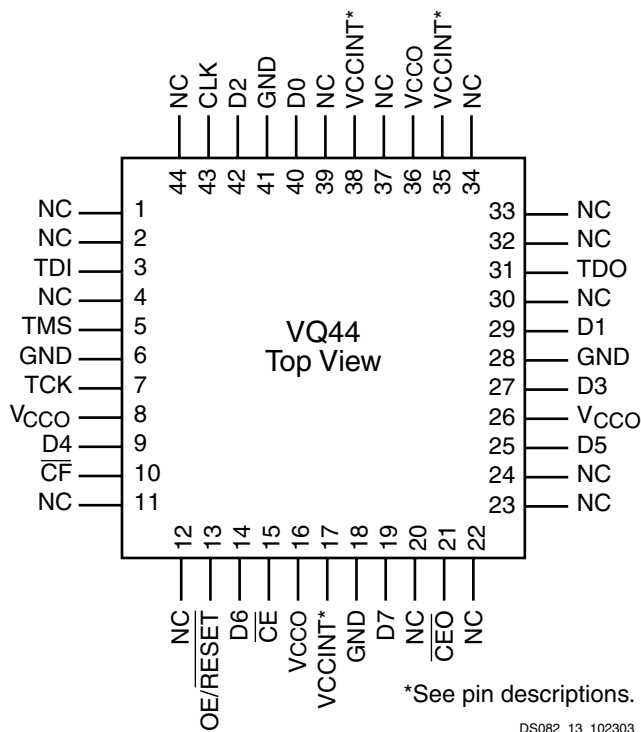 NC CLK D2 GND D0 NC VCCINT* NC VCCO VCCINT* NC
44 43 42 41 40 39 38 37 36 35 34
NC 1 33 NC
NC 2 32 NC
TDI 3 31 TDO
NC 4 30 NC
TMS 5 29 D1
GND 6 28 GND
TCK 7 27 D3
VCCO 8 26 VCCO
D4 9 25 D5
CF 10 24 NC
NC 11 23 NC
VQ44
Top View
12 13 14 15 16 17 18 19 20 21 22
NC OE/RESET D6 CE VCCO VCCINT* GND D7 NC CEO NC
*See pin descriptions.
DS082_13_102303